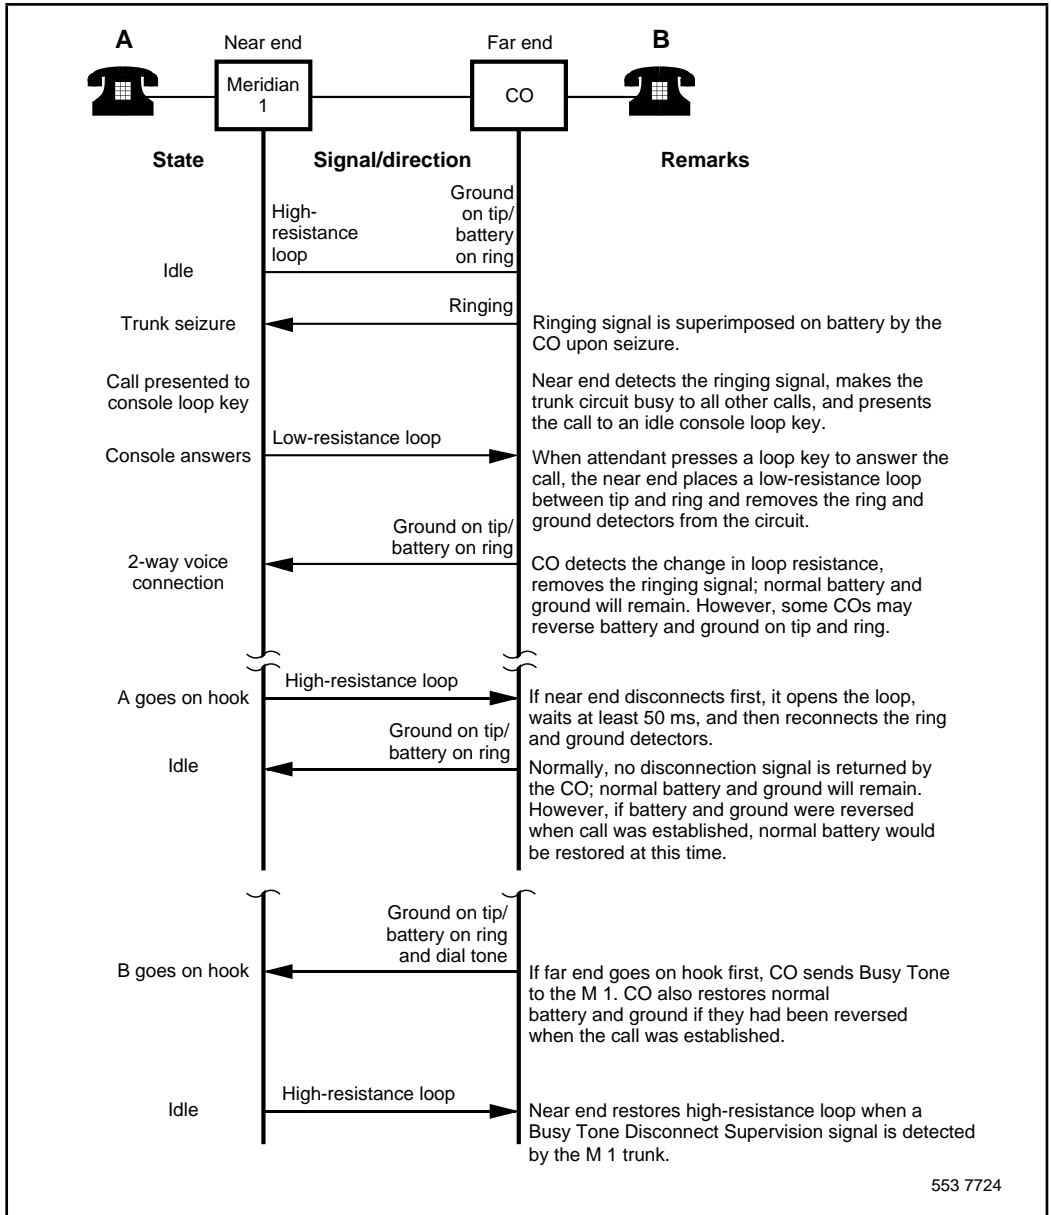 A
Near end
Far end
B
Meridian
1
CO
State
Signal/direction
Remarks
High-
resistance
loop
Ground
on tip/
battery
on ring
Idle
Ringing
Trunk seizure
Ringing signal is superimposed on battery by the
CO upon seizure.
Call presented to
console loop key
Near end detects the ringing signal, makes the
trunk circuit busy to all other calls, and presents
the call to an idle console loop key.
Low-resistance loop
Console answers
When attendant presses a loop key to answer the
call, the near end places a low-resistance loop
between tip and ring and removes the ring and
ground detectors from the circuit.
Ground on tip/
battery on ring
2-way voice
connection
CO detects the change in loop resistance,
removes the ringing signal; normal battery and
ground will remain. However, some COs may
reverse battery and ground on tip and ring.
High-resistance loop
A goes on hook
If near end disconnects first, it opens the loop,
waits at least 50 ms, and then reconnects the ring
and ground detectors.
Ground on tip/
battery on ring
Idle
Normally, no disconnection signal is returned by
the CO; normal battery and ground will remain.
However, if battery and ground were reversed
when call was established, normal battery would
be restored at this time.
Ground on tip/
battery on ring
and dial tone
B goes on hook
If far end goes on hook first, CO sends Busy Tone
to the M 1. CO also restores normal
battery and ground if they had been reversed
when the call was established.
High-resistance loop
Idle
Near end restores high-resistance loop when a
Busy Tone Disconnect Supervision signal is detected
by the M 1 trunk.
553 7724